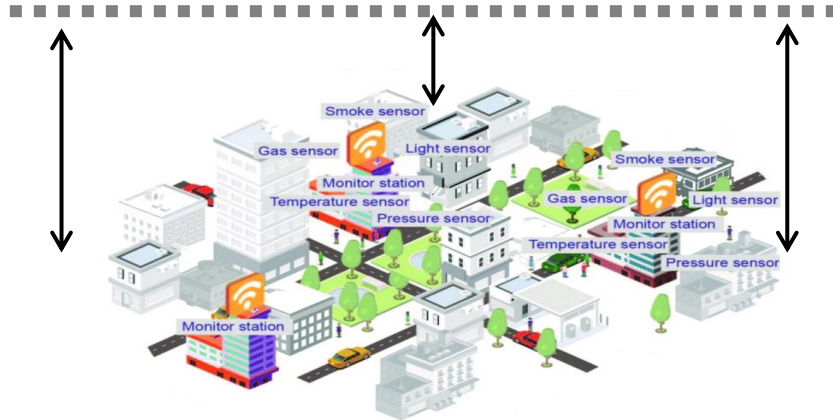 Smoke sensor
Gas sensor
Light sensor
Monitor station
Temperature sensor
Pressure sensor
Smoke sensor
Gas sensor
Light sensor
Monitor station
Temperature sensor
Pressure sensor
Monitor station